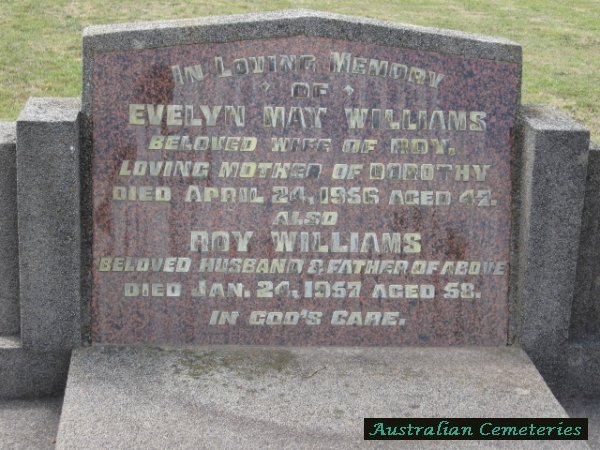 In Loving Memory
OF
EVELYN MAY WILLIAMS
BELOVED WIFE OF ROY,
LOVING MOTHER OF DOROTHY
DIED APRIL 24, 1956 AGED 47.
ALSO
ROY WILLIAMS
BELOVED HUSBAND & FATHER OF ABOVE
DIED JAN. 24, 1957 AGED 58.
IN GOD'S CARE.
Australian Cemeteries